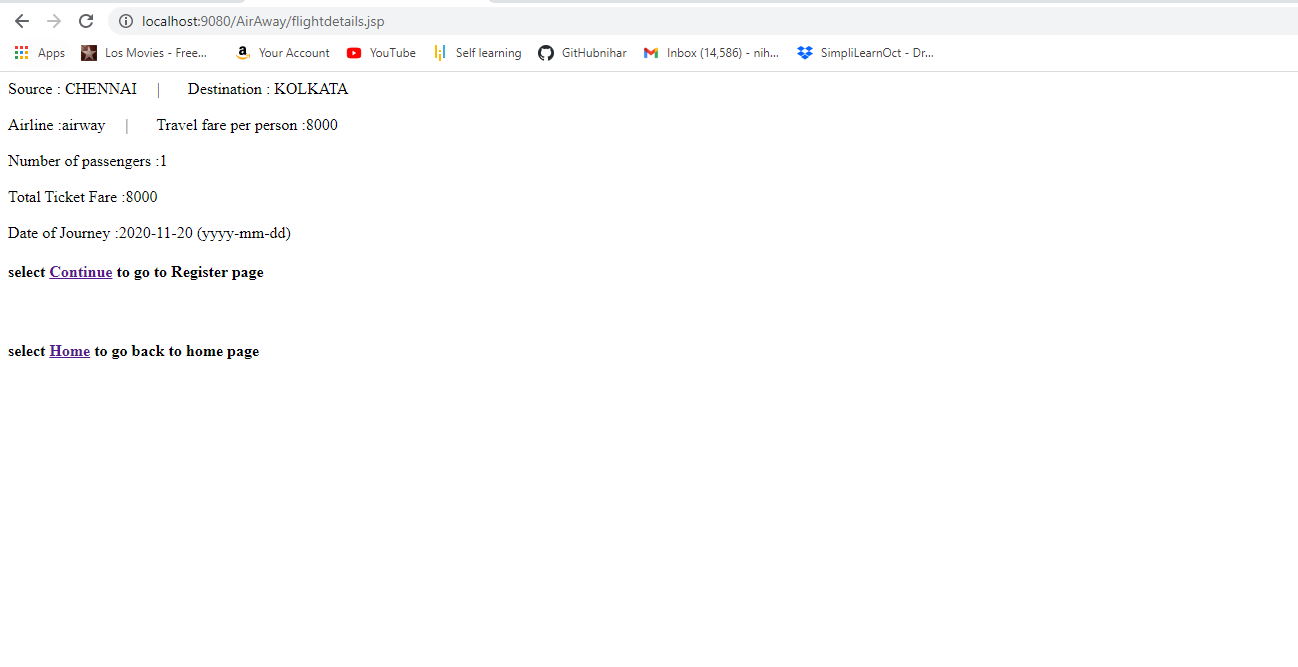 localhost:9080/AirAway/flightdetails.jsp
Apps Los Movies - Free... a Your Account YouTube Self learning GitHubnihar Inbox (14,586) - nih... SimpliLearnOct - Dr...
Source : CHENNAI | Destination : KOLKATA
Airline :airway | Travel fare per person :8000
Number of passengers :1
Total Ticket Fare :8000
Date of Journey :2020-11-20 (yyyy-mm-dd)
select Continue to go to Register page
select Home to go back to home page